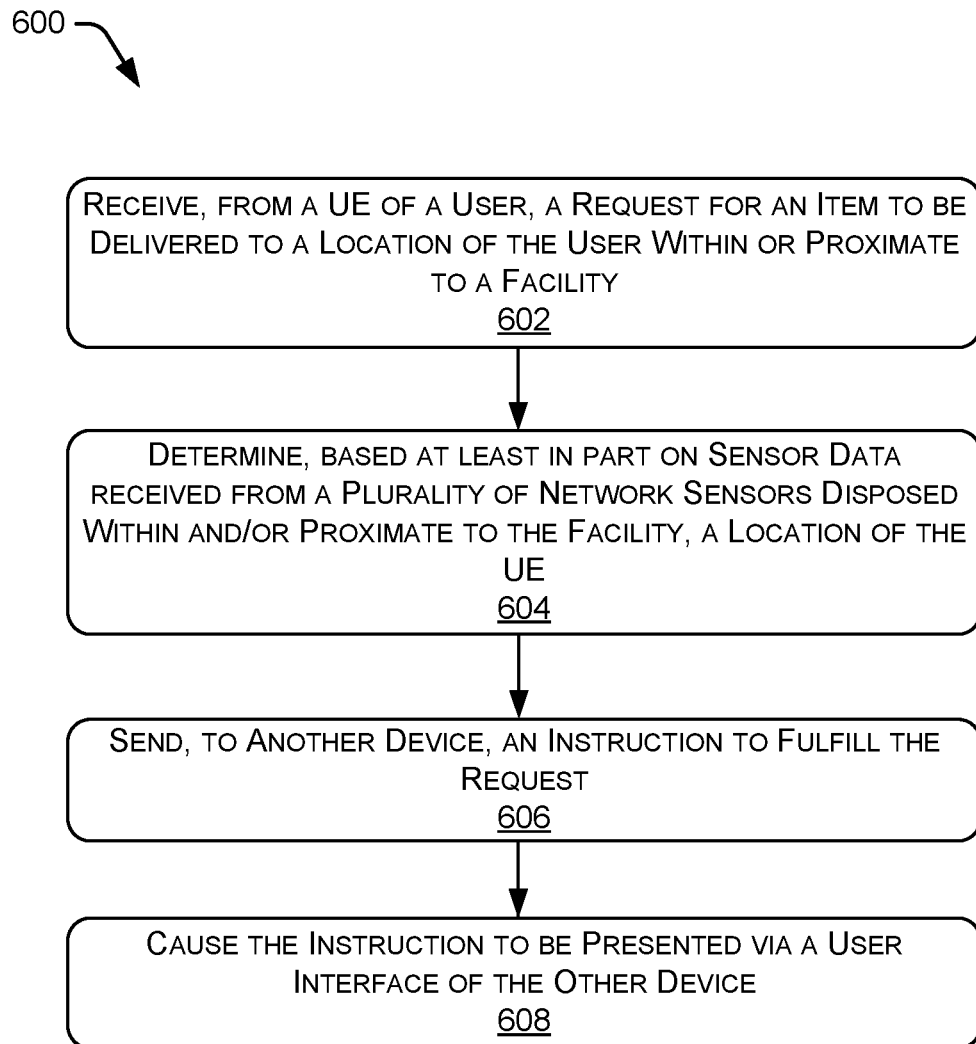 600
RECEIVE, FROM A UE OF A USER, A REQUEST FOR AN ITEM TO BE
DELIVERED TO A LOCATION OF THE USER WITHIN OR PROXIMATE
TO A FACILITY
602
DETERMINE, BASED AT LEAST IN PART ON SENSOR DATA
RECEIVED FROM A PLURALITY OF NETWORK SENSORS DISPOSED
WITHIN AND/OR PROXIMATE TO THE FACILITY, A LOCATION OF THE
UE
604
SEND, TO ANOTHER DEVICE, AN INSTRUCTION TO FULFILL THE
REQUEST
606
CAUSE THE INSTRUCTION TO BE PRESENTED VIA A USER
INTERFACE OF THE OTHER DEVICE
608